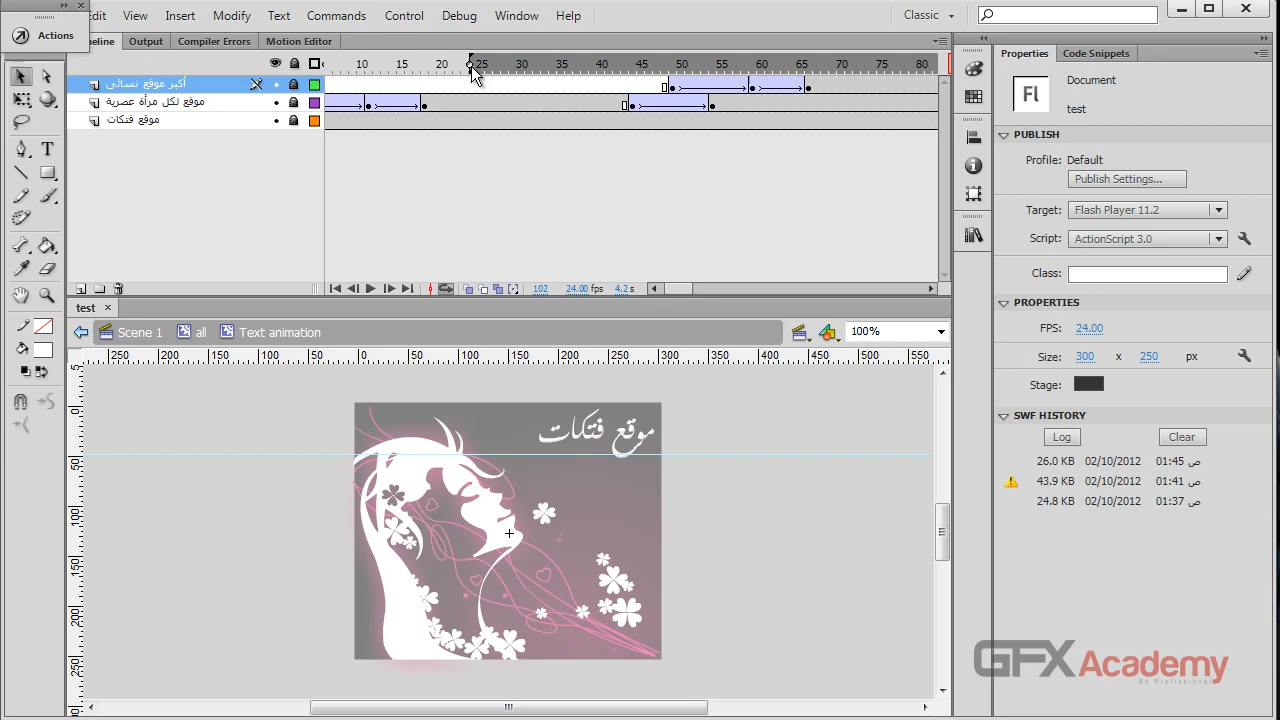 Edit View Insert Modify Text Commands Control Debug Window Help
Classic
Actions
Output Compiler Errors Motion Editor
10 15 20 25 30 35 40 45 50 55 60 65 70 75 80
أكبر موقع نسائى
موقع لكل مرأة عصرية
موقع فتكات
102 24.00 fps 4.2 s
test
Scene 1 all Text animation 100%
250 200 150 100 50 0 50 100 150 200 250 300 350 400 450 500 550
موقع فتكات
Properties Code Snippets
Document
Fl
test
PUBLISH
Profile: Default
Publish Settings...
Target: Flash Player 11.2
Script: ActionScript 3.0
Class:
PROPERTIES
FPS: 24.00
Size: 300 x 250 px
Stage:
SWF HISTORY
Log Clear
26.0 KB 02/10/2012 01:45 ص
43.9 KB 02/10/2012 01:41 ص
24.8 KB 02/10/2012 01:37 ص
GFX Academy
Be Profissional